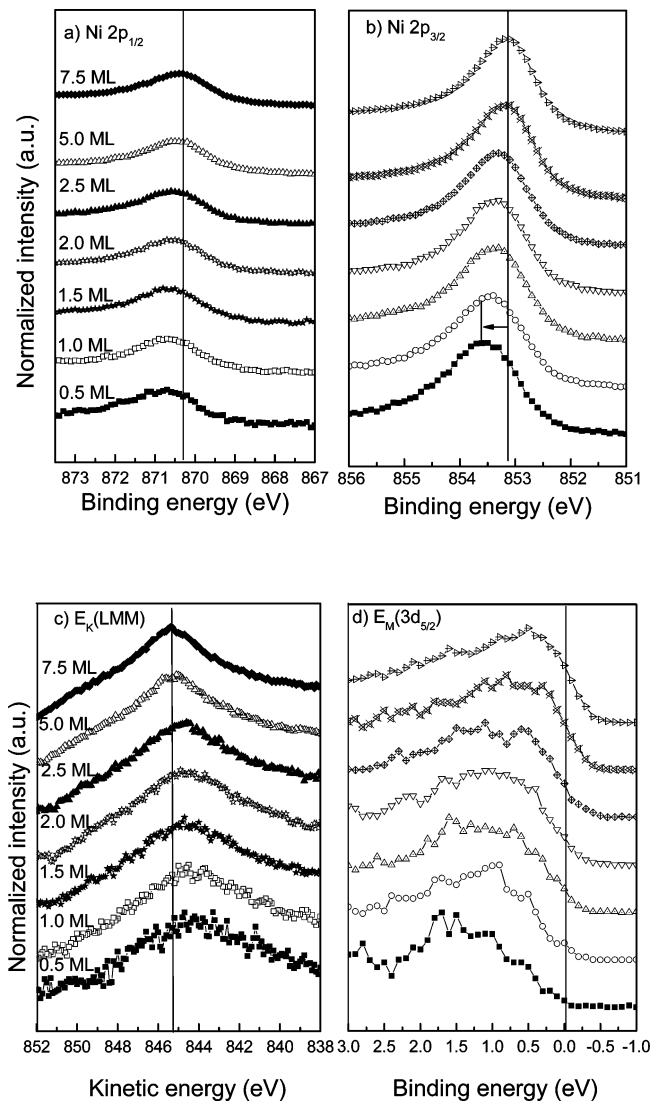 a) Ni 2p1/2
7.5 ML
5.0 ML
2.5 ML
2.0 ML
1.5 ML
1.0 ML
0.5 ML
Normalized intensity (a.u.)
873 872 871 870 869 868 867
Binding energy (eV)
b) Ni 2p3/2
856 855 854 853 852 851
Binding energy (eV)
c) EK(LMM)
7.5 ML
5.0 ML
2.5 ML
2.0 ML
1.5 ML
1.0 ML
0.5 ML
Normalized intensity (a.u.)
852 850 848 846 844 842 840 838
Kinetic energy (eV)
d) EM(3d5/2)
3.0 2.5 2.0 1.5 1.0 0.5 0.0 -0.5 -1.0
Binding energy (eV)